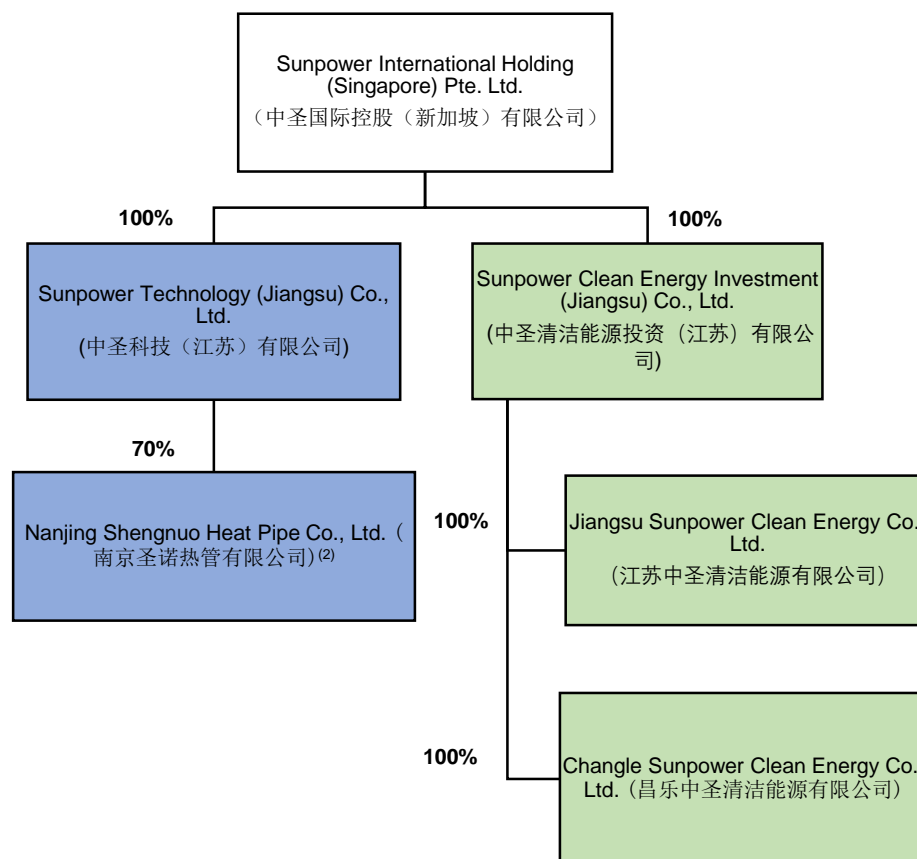 Sunpower International Holding
(Singapore) Pte. Ltd.
（中圣国际控股（新加坡）有限公司）
100%
100%
Sunpower Technology (Jiangsu) Co.,
Ltd.
(中圣科技（江苏）有限公司)
Sunpower Clean Energy Investment
(Jiangsu) Co., Ltd.
(中圣清洁能源投资（江苏）有限公
司)
70%
Nanjing Shengnuo Heat Pipe Co., Ltd.（
南京圣诺热管有限公司）(2)
100%
Jiangsu Sunpower Clean Energy Co.
Ltd.
（江苏中圣清洁能源有限公司）
100%
Changle Sunpower Clean Energy Co.
Ltd.（昌乐中圣清洁能源有限公司）